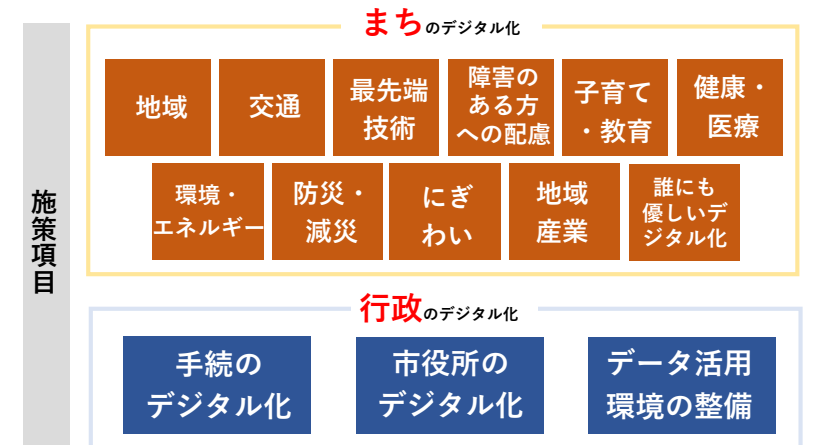 施策項目
まちのデジタル化
地域
交通
最先端
技術
障害の
ある方
への配慮
子育て
・教育
健康・
医療
環境・
エネルギー
防災・
減災
にぎ
わい
地域
産業
誰にも
優しいデ
ジタル化
行政のデジタル化
手続の
デジタル化
市役所の
デジタル化
データ活用
環境の整備